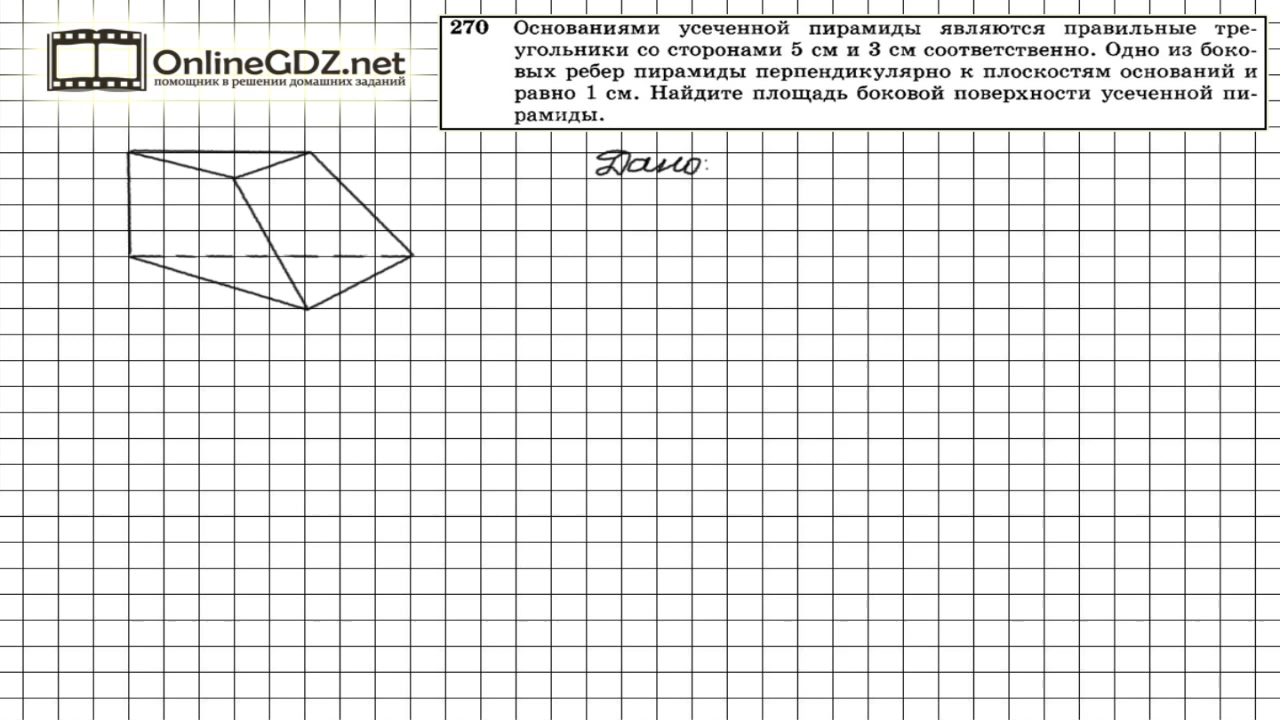 OnlineGDZ.net
помощник в решении домашних заданий
270 Основаниями усеченной пирамиды являются правильные тре-
угольники со сторонами 5 см и 3 см соответственно. Одно из боко-
вых ребер пирамиды перпендикулярно к плоскостям оснований и
равно 1 см. Найдите площадь боковой поверхности усеченной пи-
рамиды.
Дано: